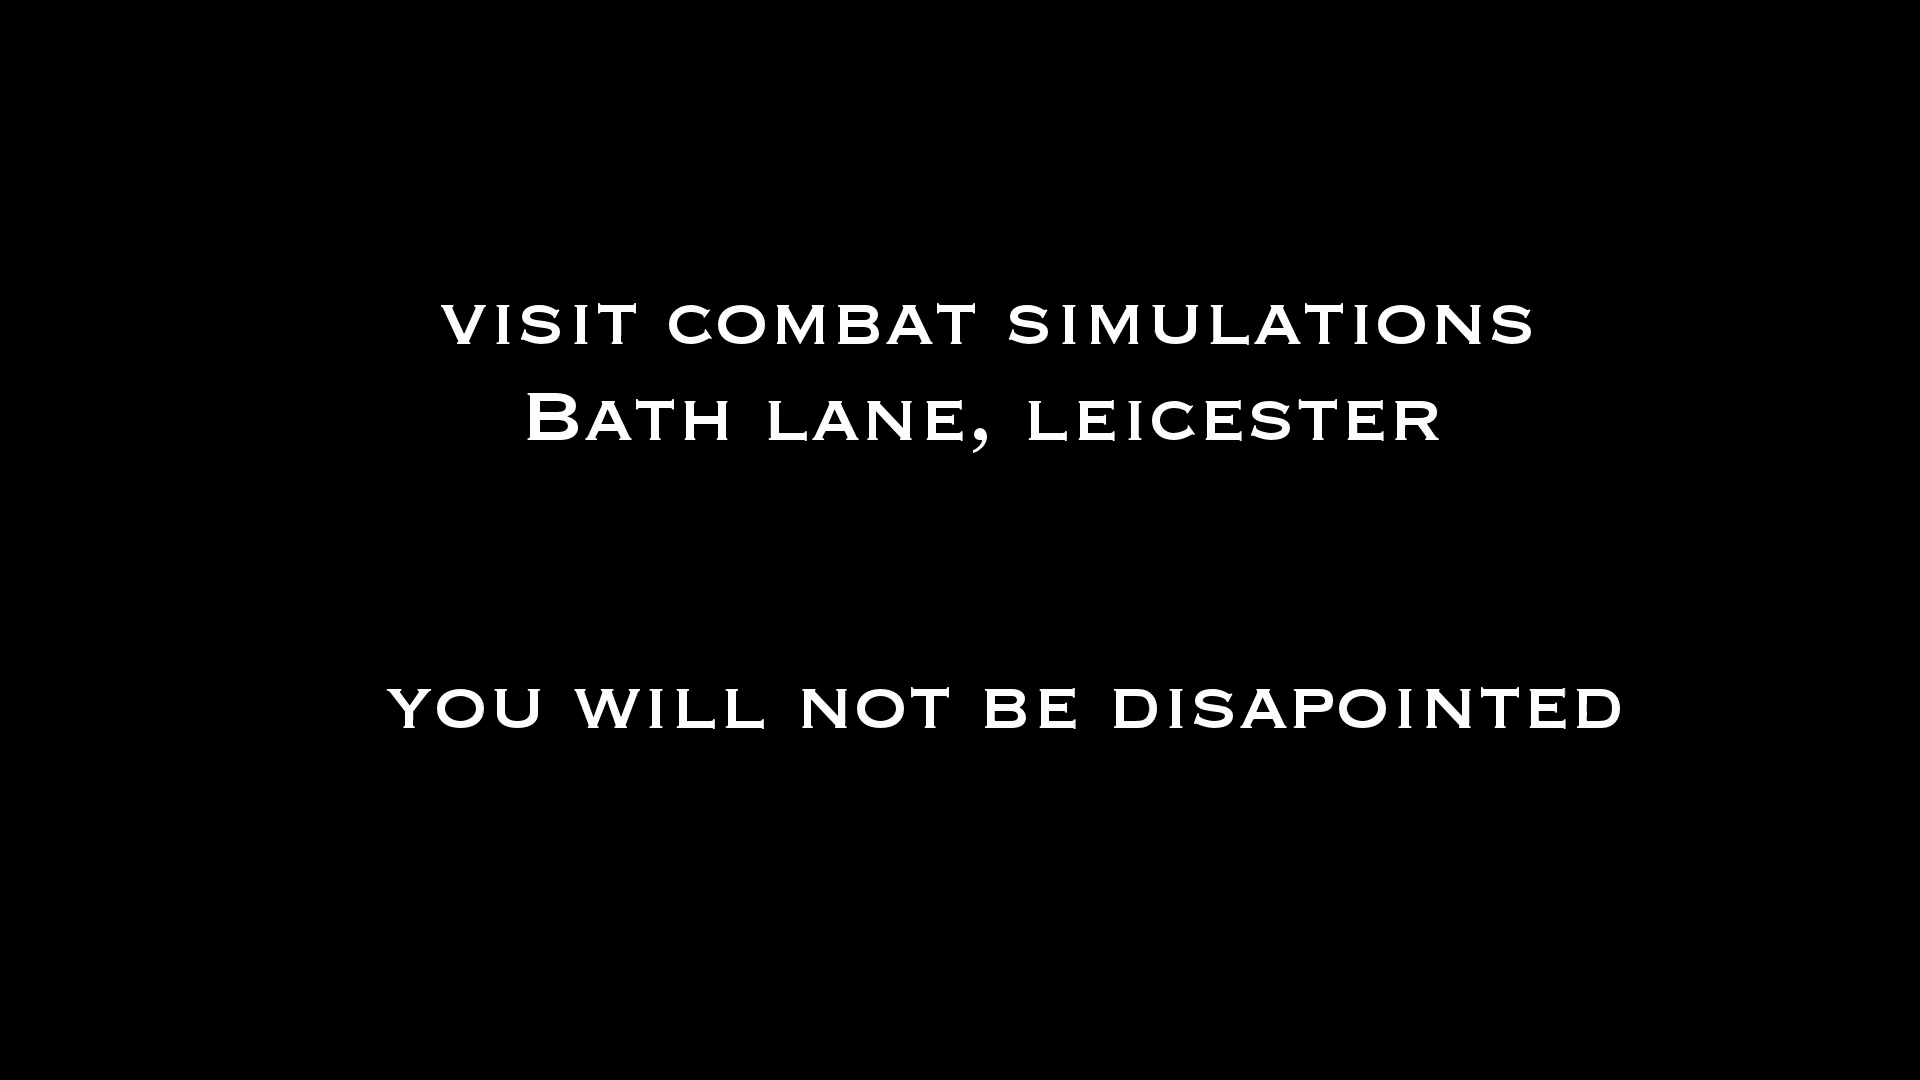 VISIT COMBAT SIMULATIONS
BATH LANE, LEICESTER
YOU WILL NOT BE DISAPOINTED